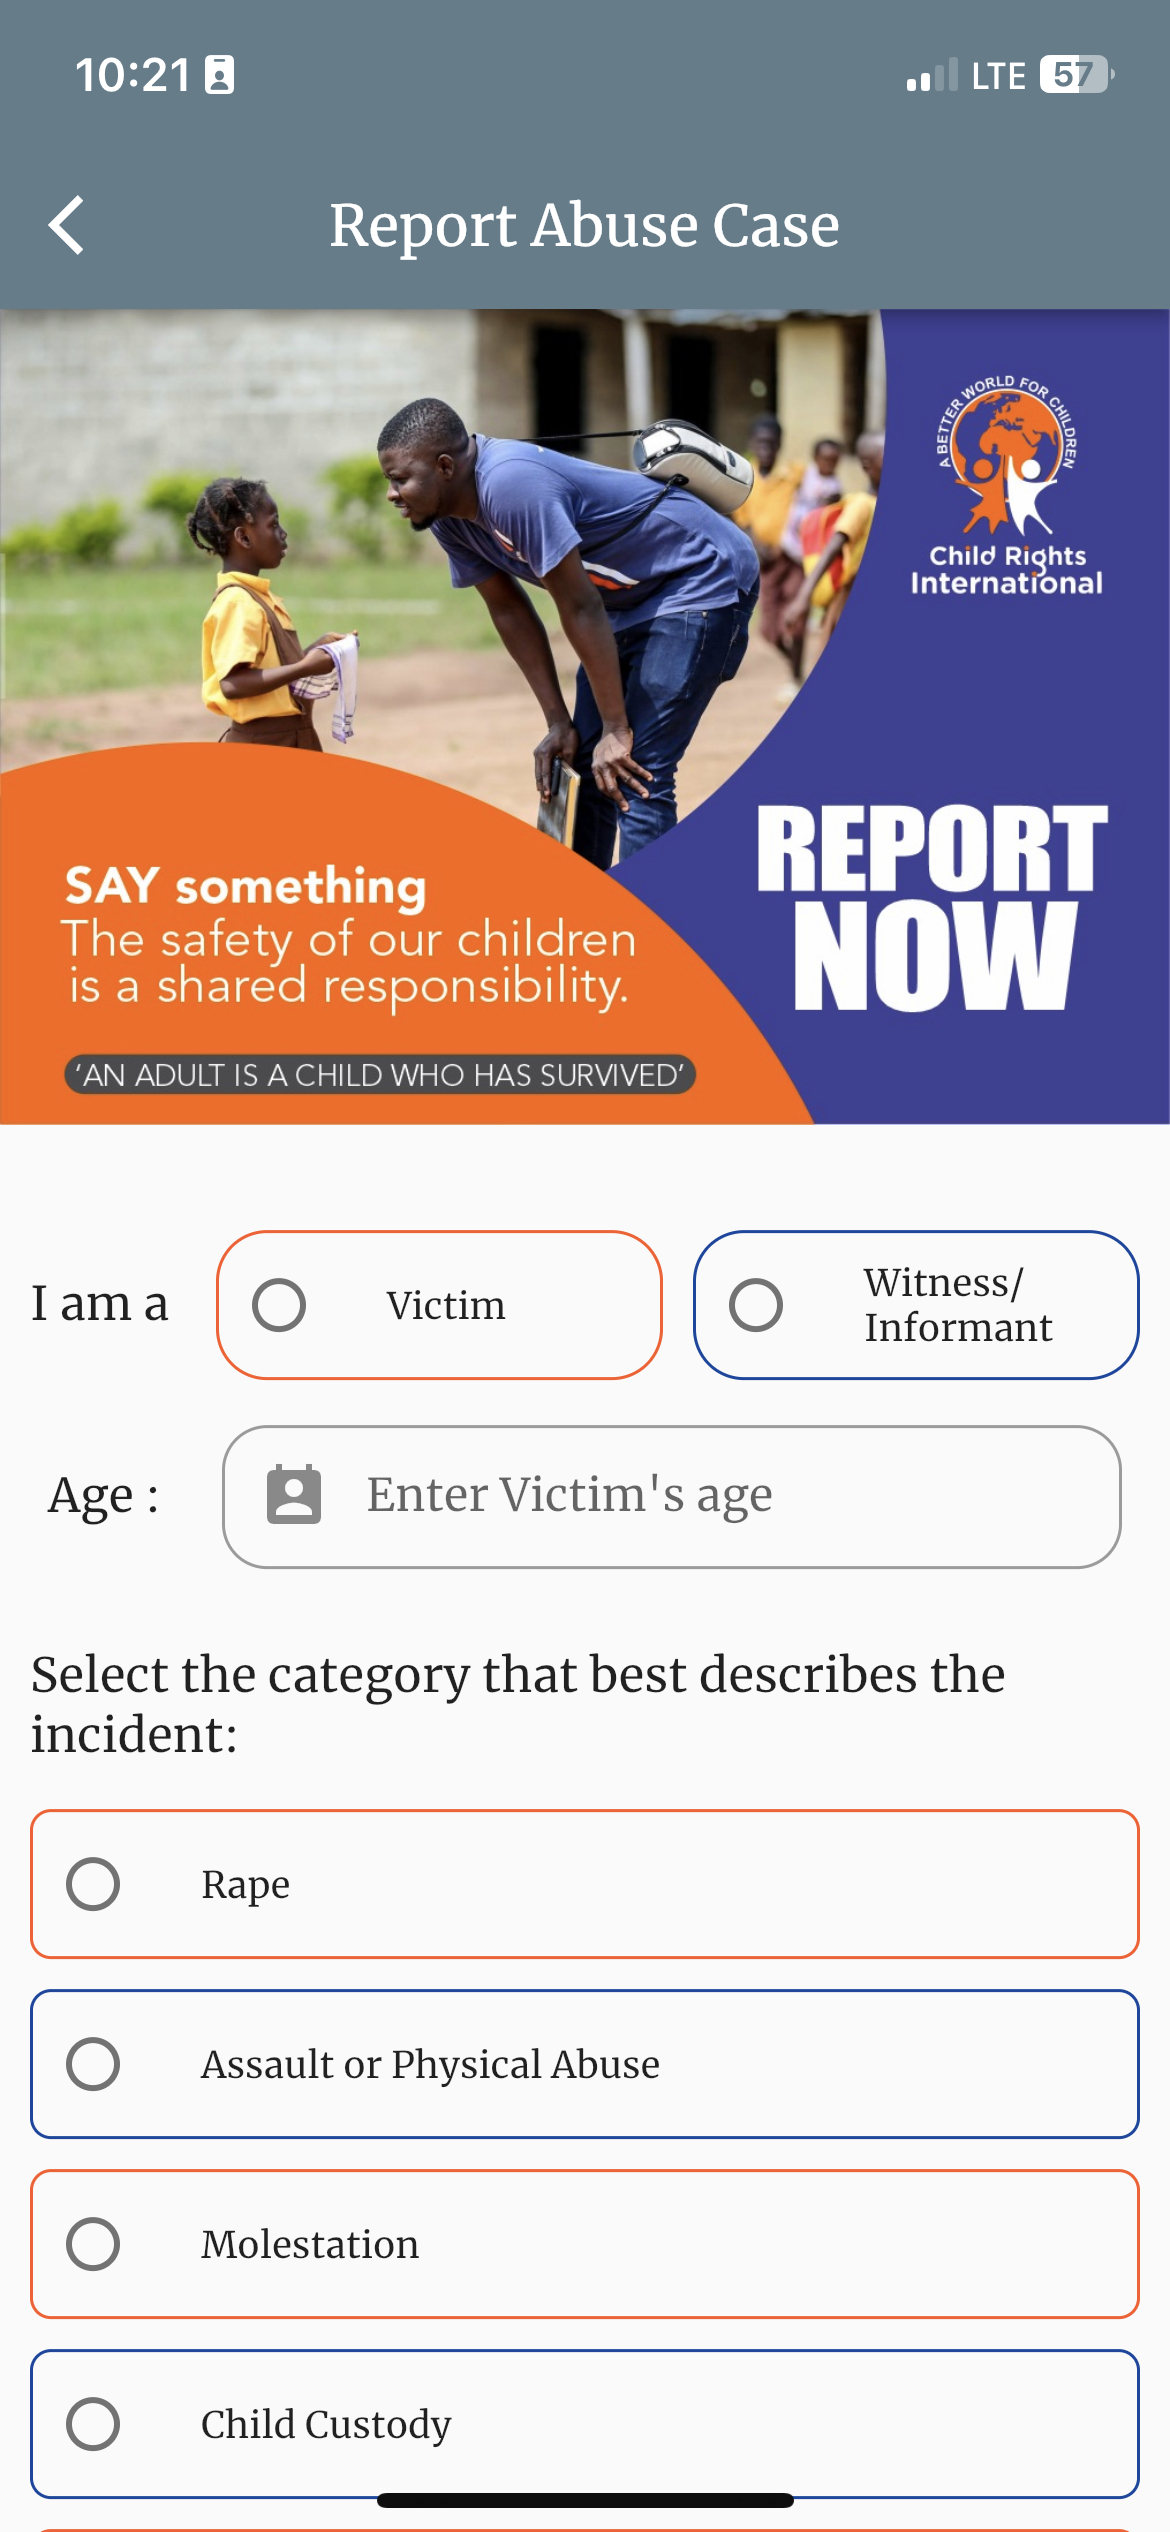 10:21
LTE 57
Report Abuse Case
A BETTER WORLD FOR CHILDREN
Child Rights
International
REPORT
NOW
SAY something
The safety of our children
is a shared responsibility.
‘AN ADULT IS A CHILD WHO HAS SURVIVED’
I am a
Victim
Witness/
Informant
Age :
Enter Victim's age
Select the category that best describes the
incident:
Rape
Assault or Physical Abuse
Molestation
Child Custody